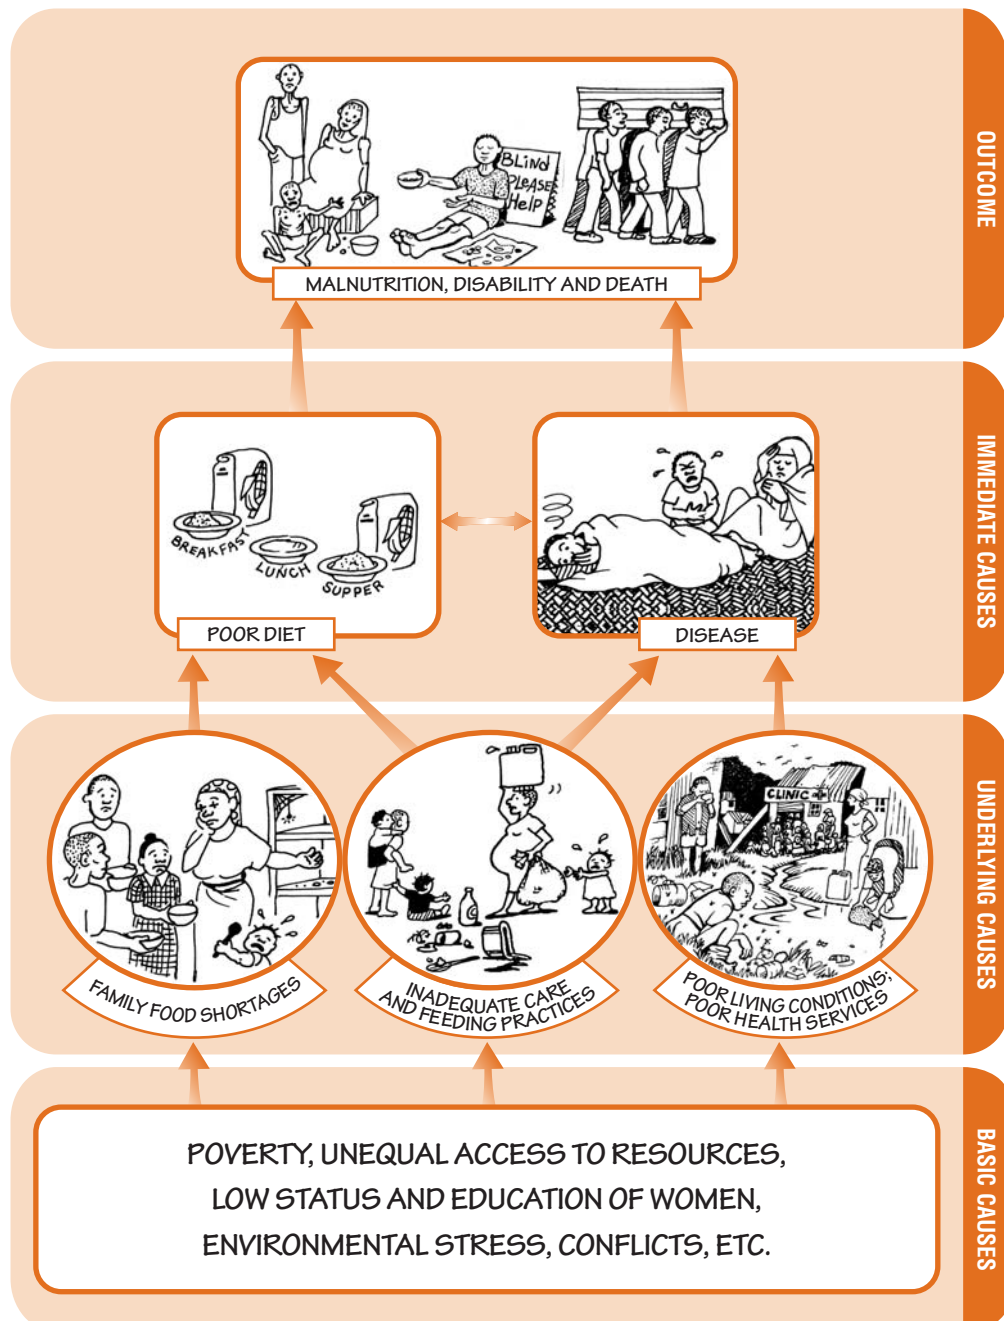 OUTCOME
BLiNd
PLEASE
Help
MALNUTRITION, DISABILITY AND DEATH
IMMEDIATE CAUSES
BREAKFAST
LUNCH
SUPPER
POOR DIET
DISEASE
UNDERLYING CAUSES
CLINIC
FAMILY FOOD SHORTAGES
INADEQUATE CARE
AND FEEDING PRACTICES
POOR LIVING CONDITIONS;
POOR HEALTH SERVICES
BASIC CAUSES
POVERTY, UNEQUAL ACCESS TO RESOURCES,
LOW STATUS AND EDUCATION OF WOMEN,
ENVIRONMENTAL STRESS, CONFLICTS, ETC.